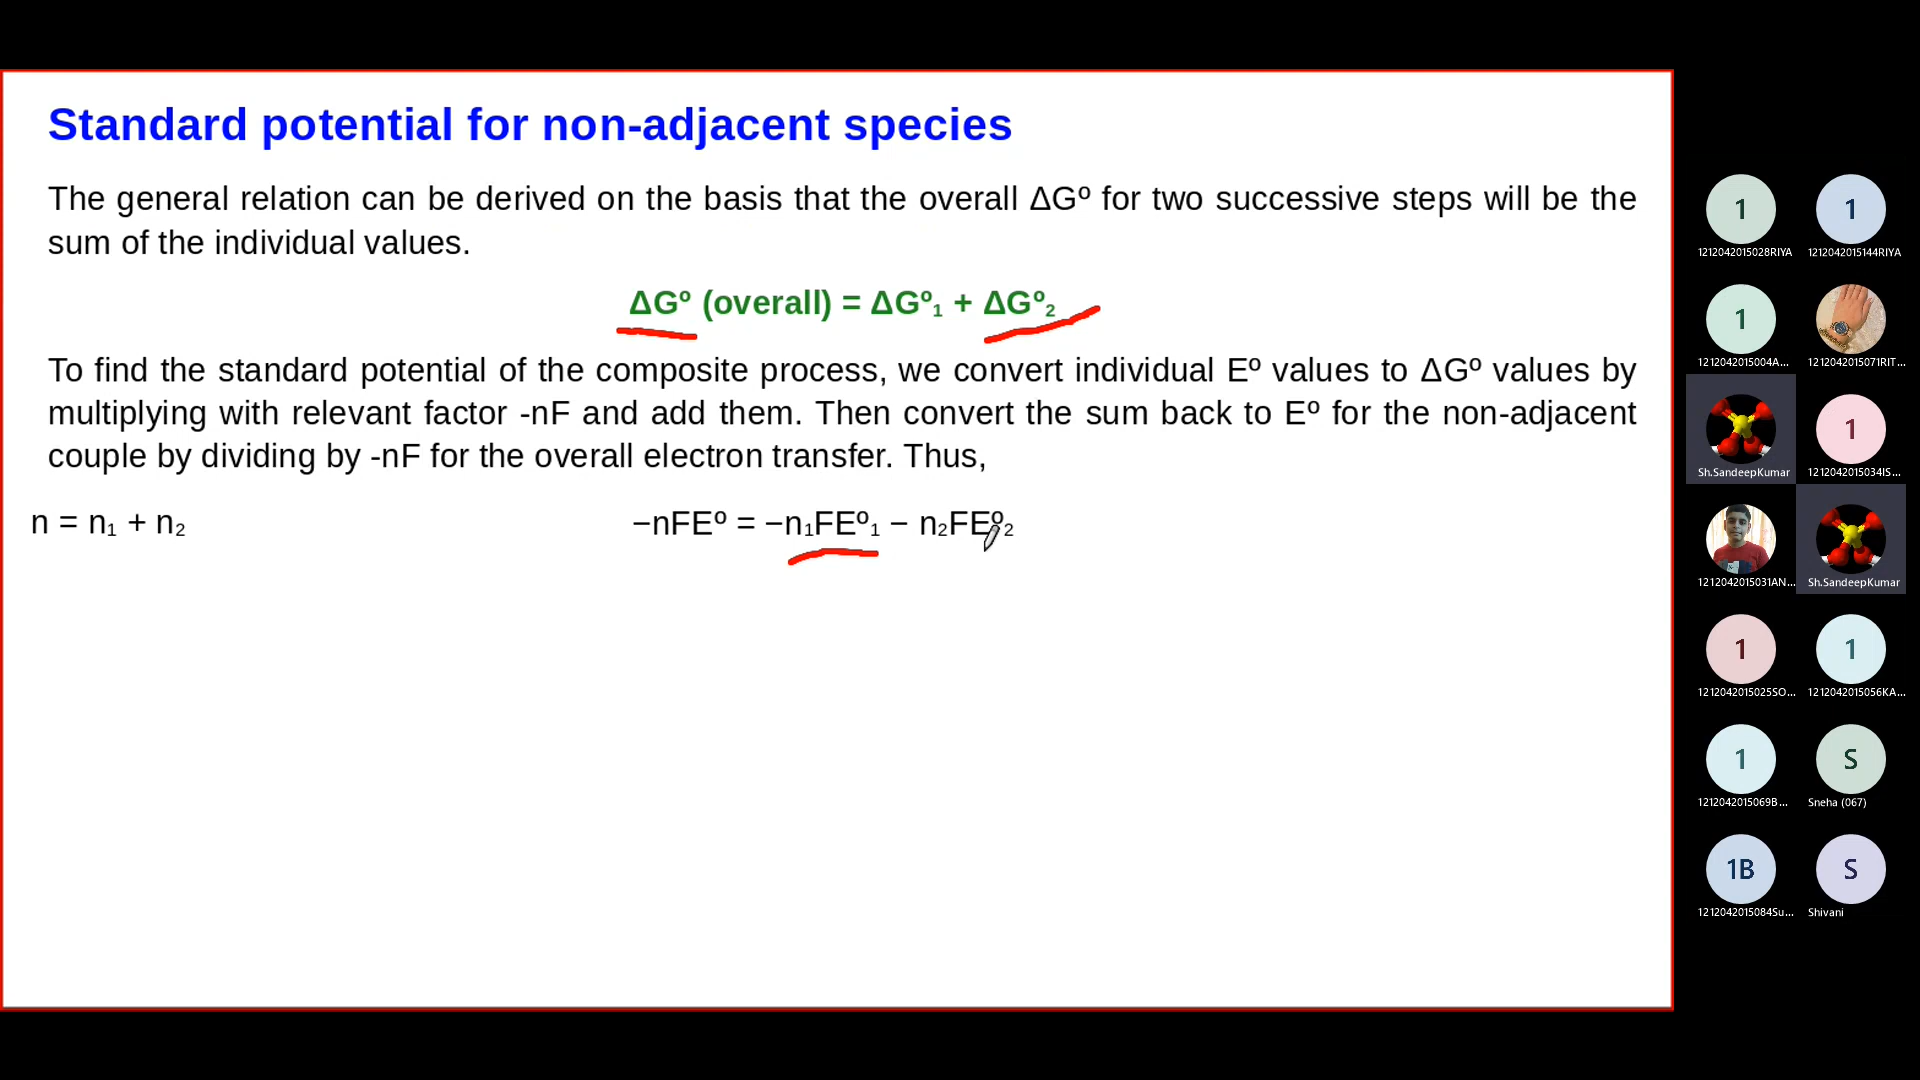 Standard potential for non-adjacent species
The general relation can be derived on the basis that the overall ΔGº for two successive steps will be the
sum of the individual values.
ΔGº (overall) = ΔGº₁ + ΔGº₂
To find the standard potential of the composite process, we convert individual Eº values to ΔGº values by
multiplying with relevant factor -nF and add them. Then convert the sum back to Eº for the non-adjacent
couple by dividing by -nF for the overall electron transfer. Thus,
n = n₁ + n₂
−nFEº = −n₁FEº₁ − n₂FEº₂
1
1212042015028RIYA
1
1212042015144RIYA
1
1212042015004A...
1212042015071RIT...
Sh.SandeepKumar
1
1212042015034IS...
1212042015031AN...
Sh.SandeepKumar
1
1212042015025SO...
1
1212042015056KA...
1
1212042015069B...
S
Sneha (067)
1B
1212042015084Su...
S
Shivani